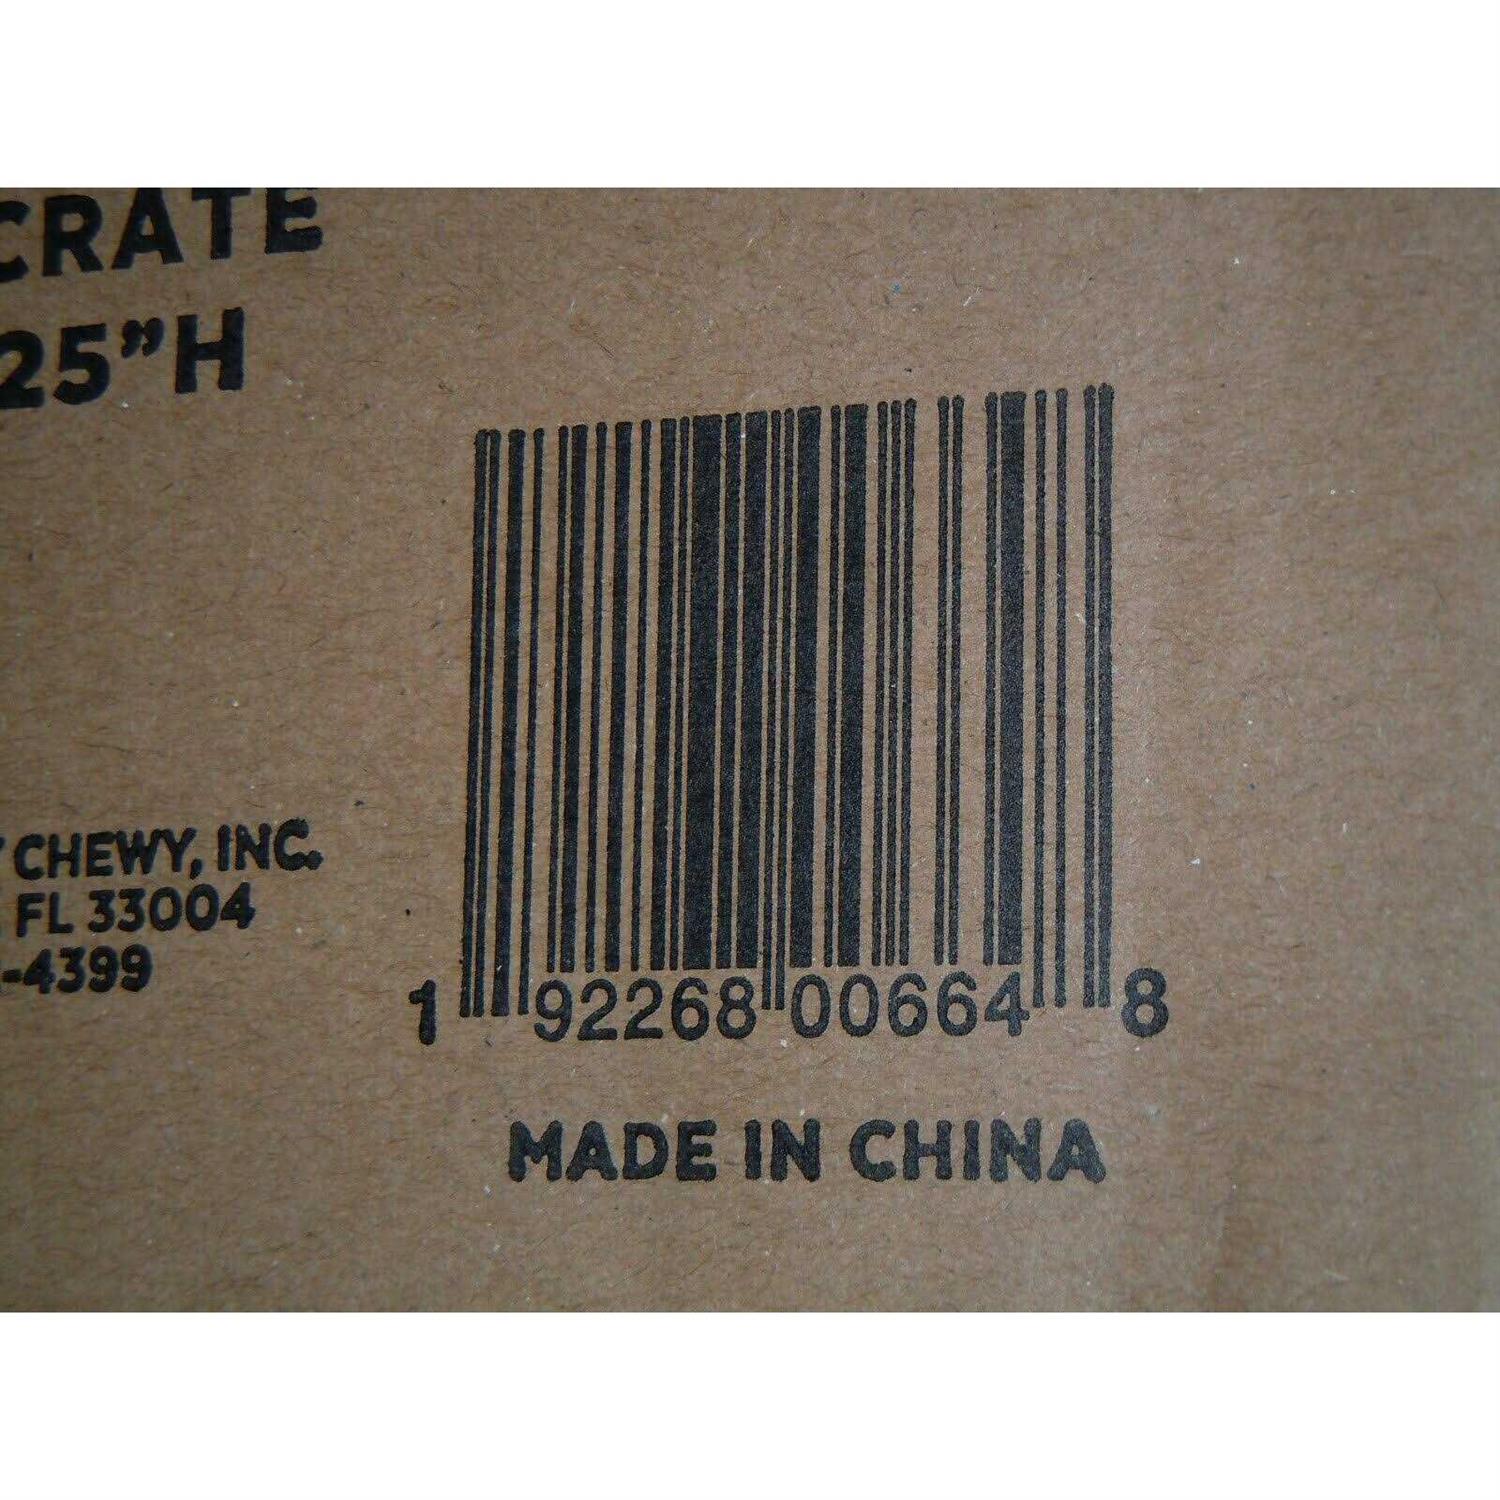 CRATE
25”H
CHEWY, INC.
FL 33004
-4399
1 92268 00664 8
MADE IN CHINA